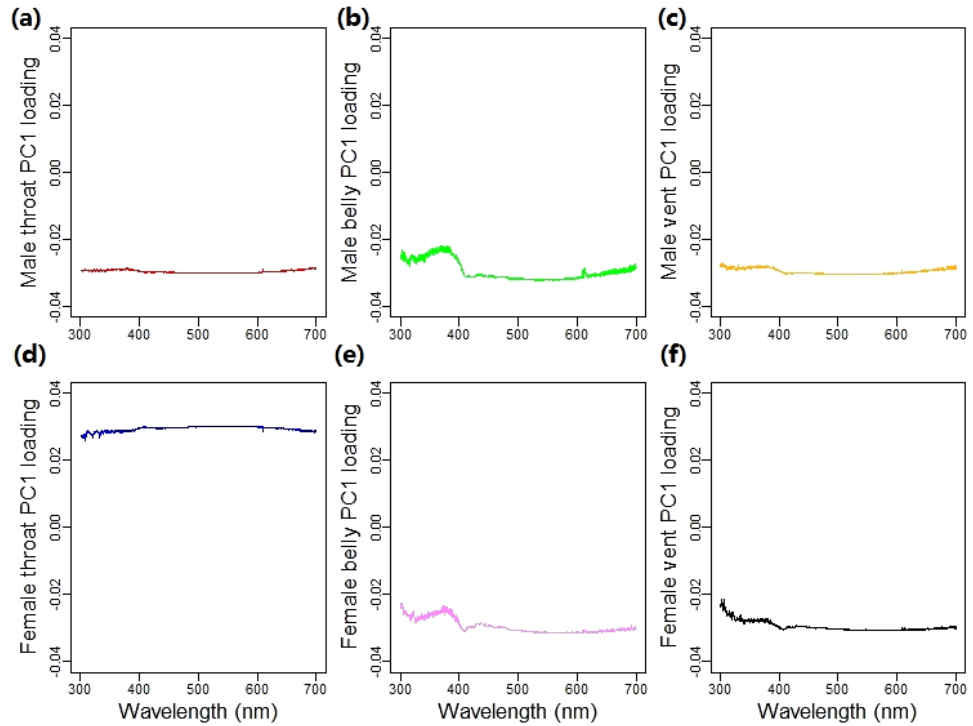 (a)
Male throat PC1 loading
0.04
0.02
0.00
-0.02
-0.04
300 400 500 600 700
(b)
Male belly PC1 loading
0.04
0.02
0.00
-0.02
-0.04
300 400 500 600 700
(c)
Male vent PC1 loading
0.04
0.02
0.00
-0.02
-0.04
300 400 500 600 700
(d)
Female throat PC1 loading
0.04
0.02
0.00
-0.02
-0.04
300 400 500 600 700
Wavelength (nm)
(e)
Female belly PC1 loading
0.04
0.02
0.00
-0.02
-0.04
300 400 500 600 700
Wavelength (nm)
(f)
Female vent PC1 loading
0.04
0.02
0.00
-0.02
-0.04
300 400 500 600 700
Wavelength (nm)